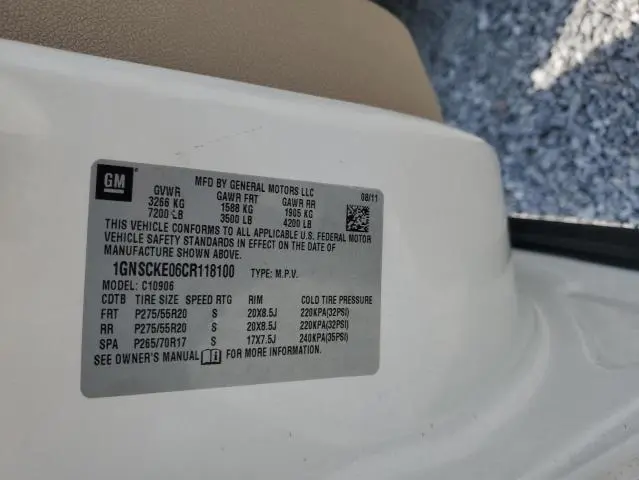 GM
MFD BY GENERAL MOTORS LLC
08/11
GVWR GAWR FRT GAWR RR
3266 KG 1588 KG 1905 KG
7200 LB 3500 LB 4200 LB
THIS VEHICLE CONFORMS TO ALL APPLICABLE U.S. FEDERAL MOTOR
VEHICLE SAFETY STANDARDS IN EFFECT ON THE DATE OF
MANUFACTURE SHOWN ABOVE.
1GNSCKE06CR118100 TYPE: M.P.V.
MODEL: C10906
CDTB TIRE SIZE SPEED RTG RIM COLD TIRE PRESSURE
FRT P275/55R20 S 20X8.5J 220KPA(32PSI)
RR P275/55R20 S 20X8.5J 220KPA(32PSI)
SPA P265/70R17 S 17X7.5J 240KPA(35PSI)
SEE OWNER'S MANUAL FOR MORE INFORMATION.